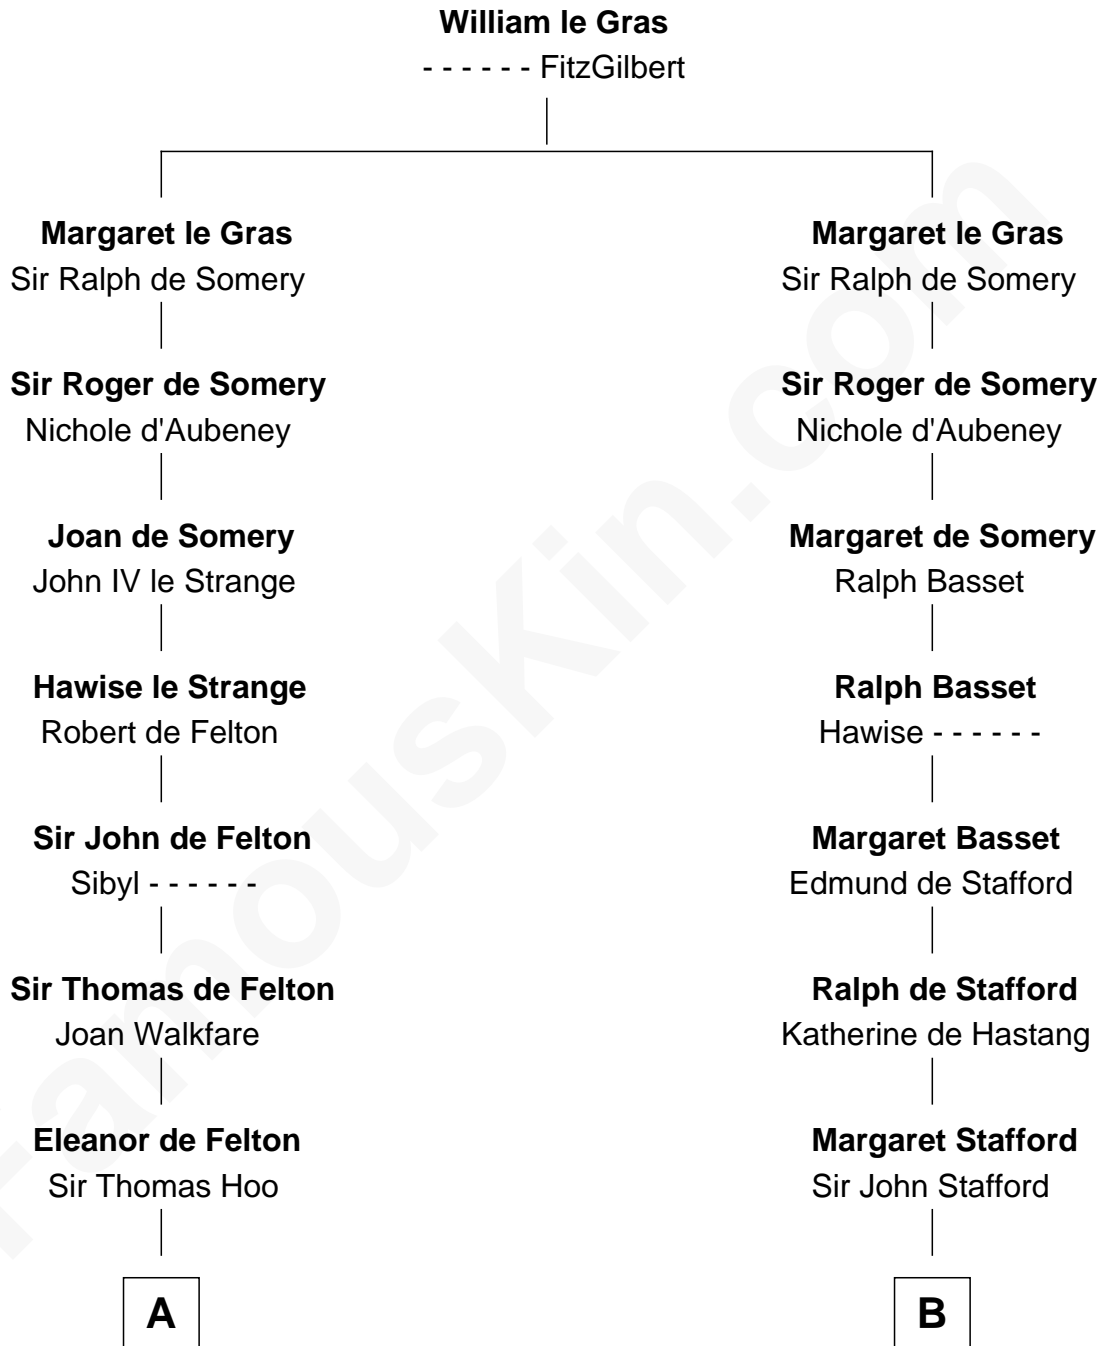 William le Gras
- - - - - - FitzGilbert
Margaret le Gras
Sir Ralph de Somery
Sir Roger de Somery
Nichole d'Aubeney
Joan de Somery
John IV le Strange
Hawise le Strange
Robert de Felton
Sir John de Felton
Sibyl - - - - - -
Sir Thomas de Felton
Joan Walkfare
Eleanor de Felton
Sir Thomas Hoo
A
Margaret le Gras
Sir Ralph de Somery
Sir Roger de Somery
Nichole d'Aubeney
Margaret de Somery
Ralph Basset
Ralph Basset
Hawise - - - - - -
Margaret Basset
Edmund de Stafford
Ralph de Stafford
Katherine de Hastang
Margaret Stafford
Sir John Stafford
B
FamousKin.com